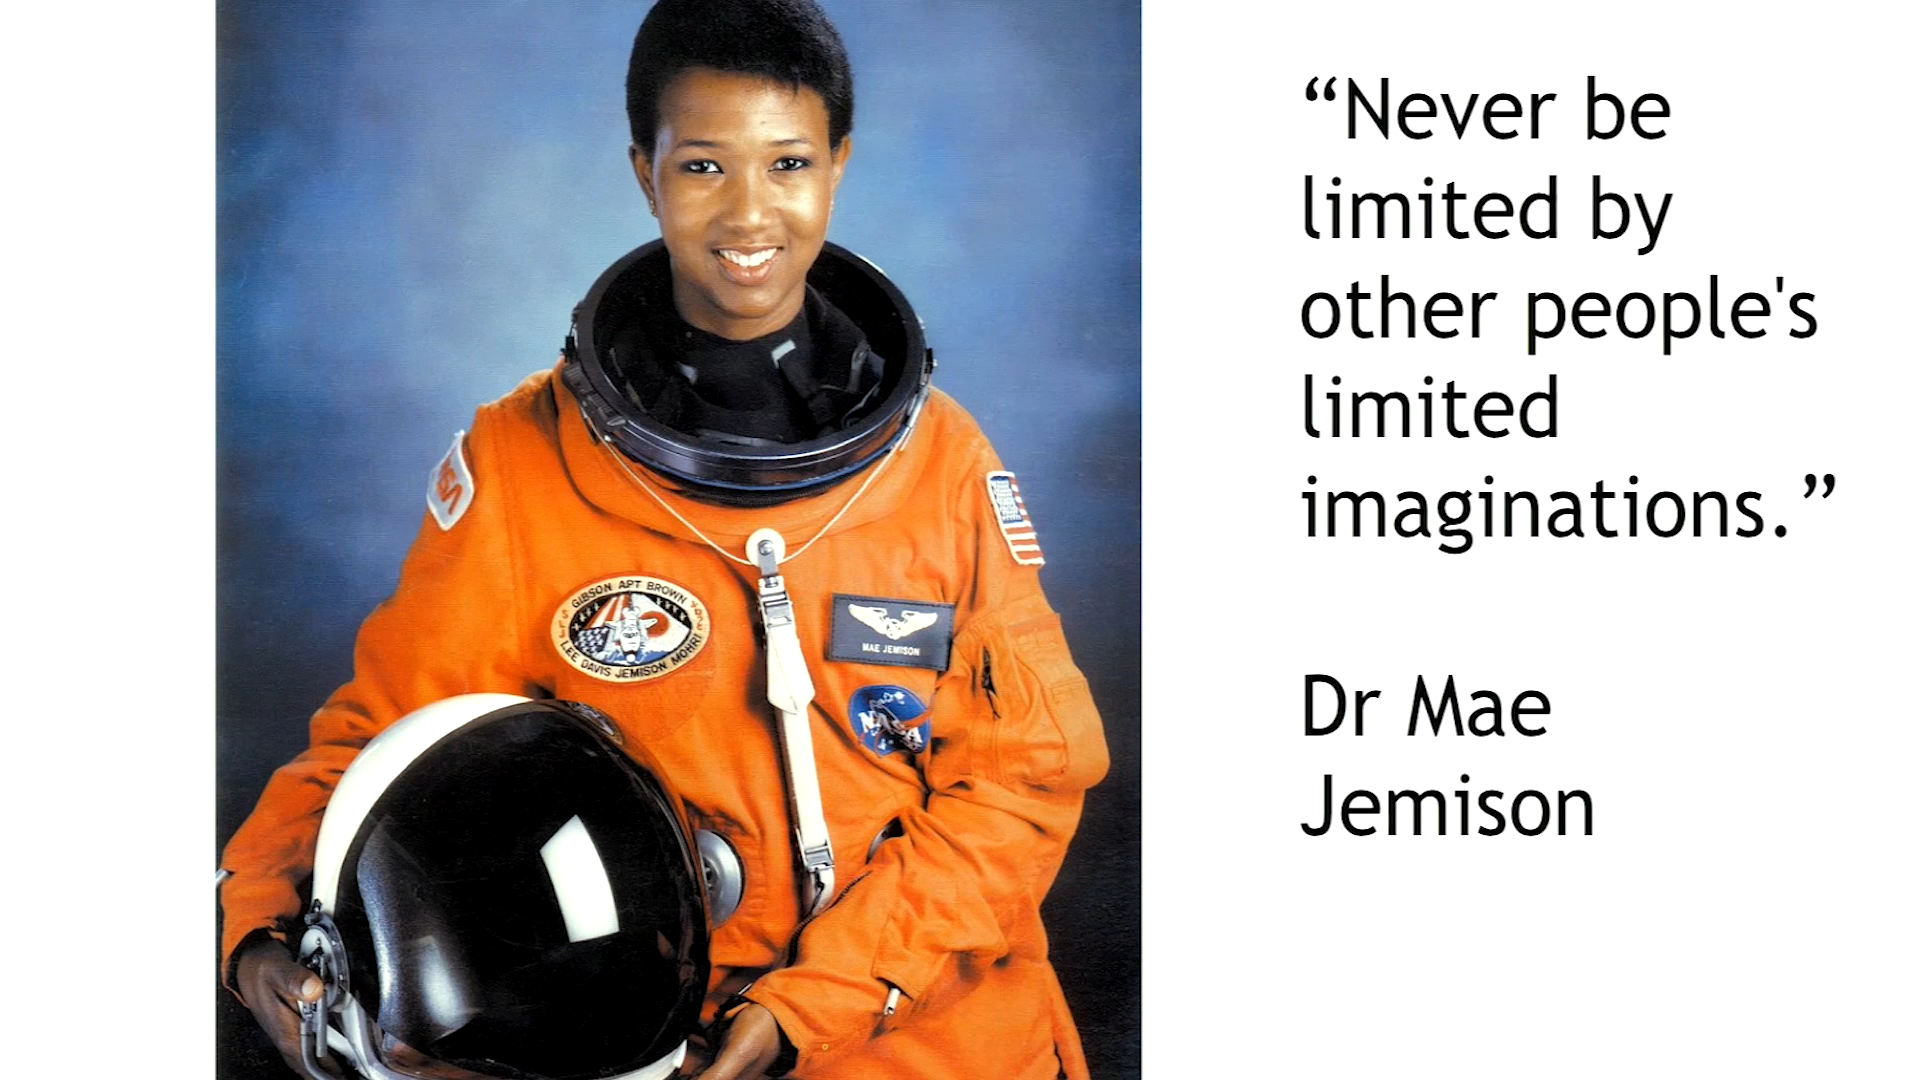 “Never be
limited by
other people's
limited
imaginations.”
Dr Mae
Jemison
GIBSON APT BROWN
LEE DAVIS JEMISON MOHRI
MAE JEMISON
NASA